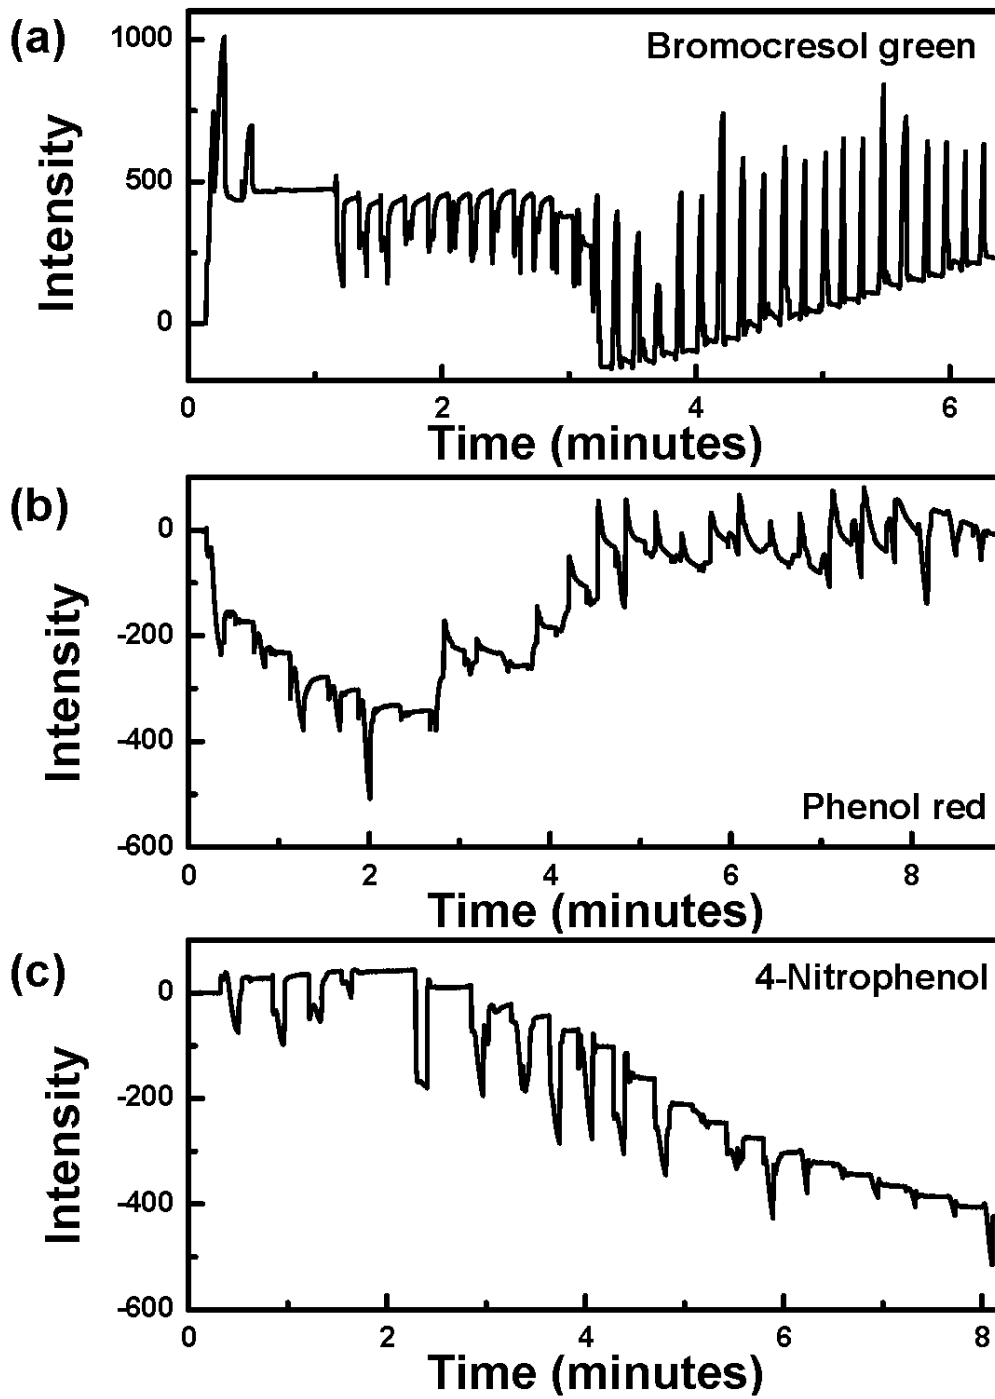 (a)
Bromocresol green
Intensity
1000
500
0
0 2 4 6
Time (minutes)
(b)
Intensity
0
-200
-400
-600
Phenol red
0 2 4 6 8
Time (minutes)
(c)
4-Nitrophenol
Intensity
0
-200
-400
-600
0 2 4 6 8
Time (minutes)